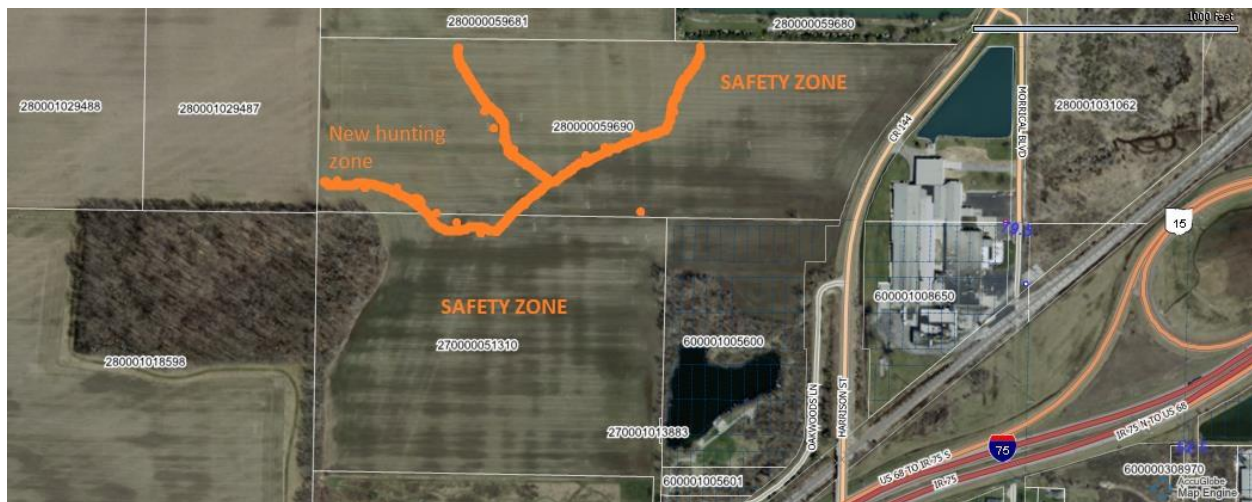 1000 feet
280000059681
280000059680
SAFETY ZONE
280001029488
280001029487
280001031062
280000059690
New hunting
zone
CR 144
MORRICAL BLVD
15
79.5
SAFETY ZONE
600001008650
270000051310
600001005600
280001018598
OAKWOODS LN
HARRISON ST
270001013883
IR 75 N TO US 68
75
US 68 TO IR 75 S
IR 75
600001005601
600000308970
AccuGlobe
Map Engine